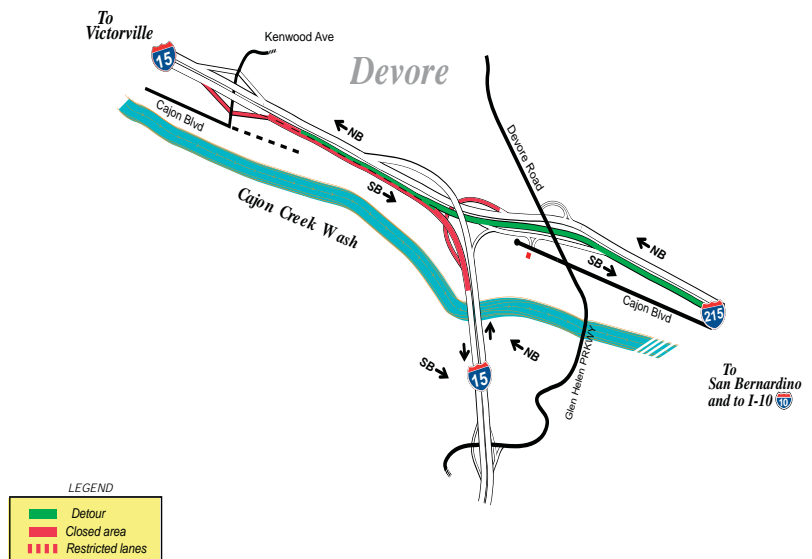 To
Victorville
15
Kenwood Ave
Devore
Cajon Blvd
NB
SB
Devore Road
Cajon Creek Wash
NB
SB
Cajon Blvd
215
SB
NB
15
Glen Helen PRKWY
To
San Bernardino
and to I-10 10
LEGEND
Detour
Closed area
Restricted lanes